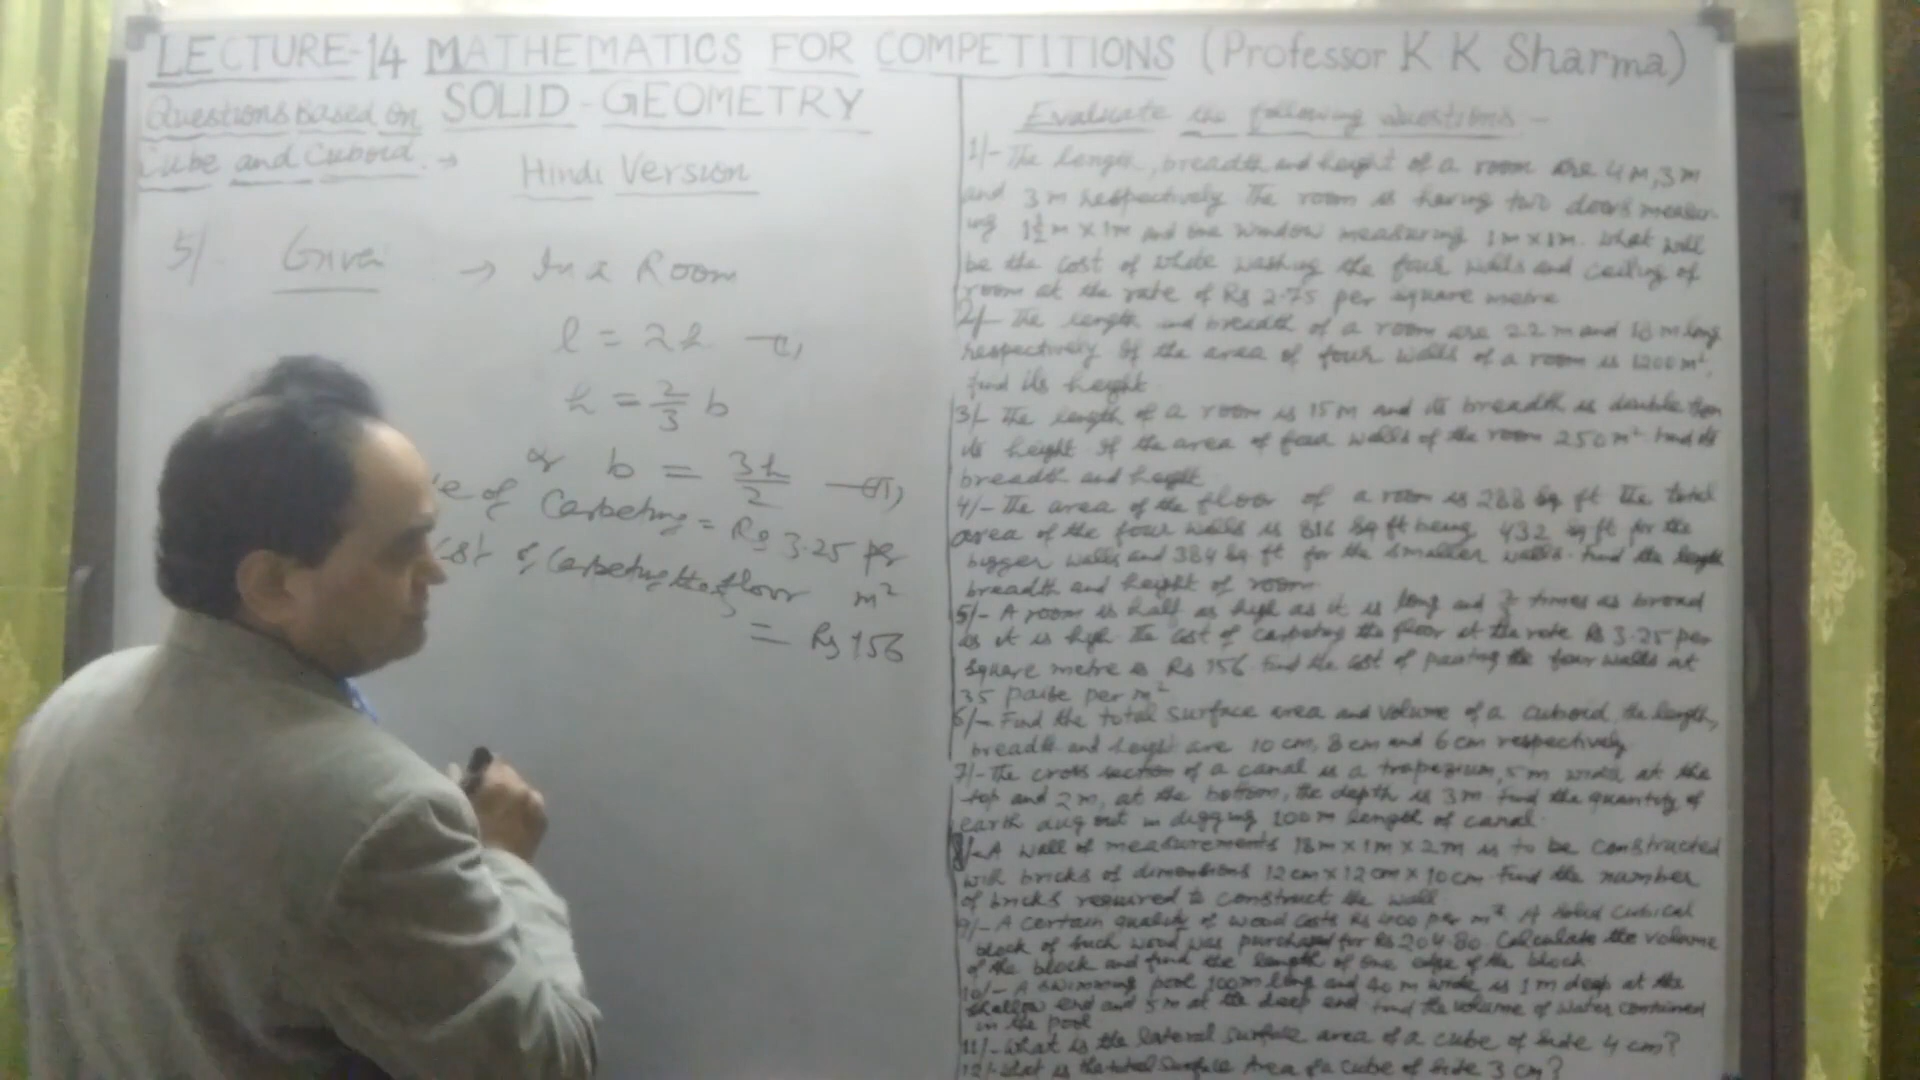 LECTURE-14 MATHEMATICS FOR COMPETITIONS (Professor K K Sharma)
SOLID-GEOMETRY
Questions Based on
Cube and Cuboid. →
Hindi Version
5/ Given → In a Room
l = 2h
h = 2/3 b
or b = 3h/2
of Carpeting = Rs 3.25 per
m²
of Carpeting the floor
= Rs 156
Evaluate the following Questions -
1/- The length, breadth and height of a room are 4m, 3m
and 3m respectively The room is having two doors measur-
ing 1½m x 1m and one window measuring 1m x 1m. What will
be the cost of white washing the four walls and ceiling of
room at the rate of Rs 2.75 per square metre
2/- The length and breadth of a room are 22m and long
respectively If the area of four walls of a room is 1200m².
find its height
3/- The length of a room is 15m and its breadth is double than
its height If the area of four walls of the room 250m² find its
breadth and height
4/- The area of the floor of a room is 288 sq ft The total
area of the four walls is 816 sq ft being 432 sq ft for the
bigger walls and 384 sq ft for the smaller walls. Find the length
breadth and height of room
5/- A room is half as high as it is long and times as broad
as it is high The cost of carpeting the floor at the rate Rs 3.25 per
square metre is Rs 156 Find the cost of the four walls at
35 paise per m²
6/- Find the total surface area and volume of a cuboid, the length,
breadth and height are 10 cm, 8 cm and 6 cm respectively
7/- The cross section of a canal is a trapezium, 5m wide, at the
top and 2m, at the bottom, the depth is 3m Find the quantity of
earth dug out in digging 100m length of canal
8/- A wall of measurements 18m x 1m x 2m is to be constructed
with bricks of dimensions 12cm x 12cm x 10cm Find the number
of bricks required to construct the wall
9/- A certain quality of wood costs Rs per m³ A solid cubical
block of such wood was purchased for Rs 204.80 Calculate the volume
of the block and find the length of one edge of the block
10/- A swimming pool 100m long and m wide is 1m deep at the
shallow end and 5m at the deep end find the volume of water contained
in the pool
11/- What is the lateral surface area of a cube of side 4 cm?
12/- What is the total Surface Area of a cube of side 3 cm?